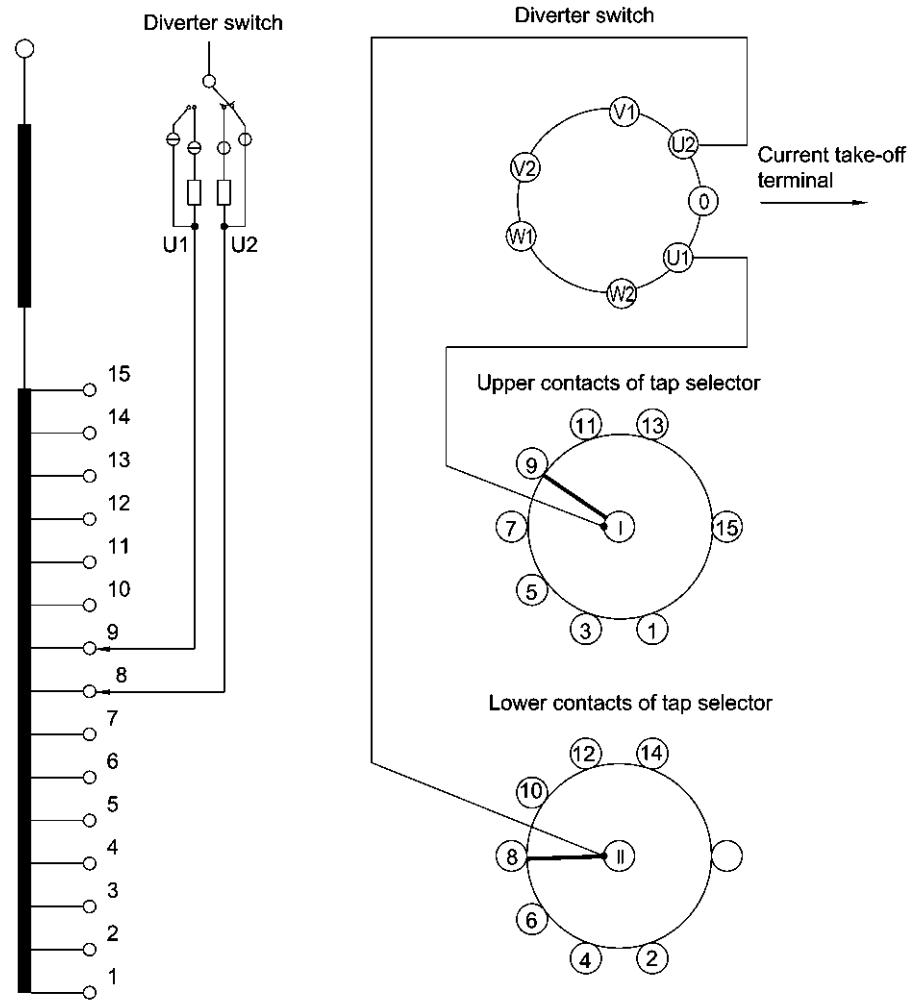 Diverter switch
U1 U2
15
14
13
12
11
10
9
8
7
6
5
4
3
2
1
Diverter switch
V1
U2
V2
0
W1
U1
W2
Current take-off
terminal
Upper contacts of tap selector
11 13
9
7 I 15
5
3 1
Lower contacts of tap selector
12 14
10
8 II
6
4 2